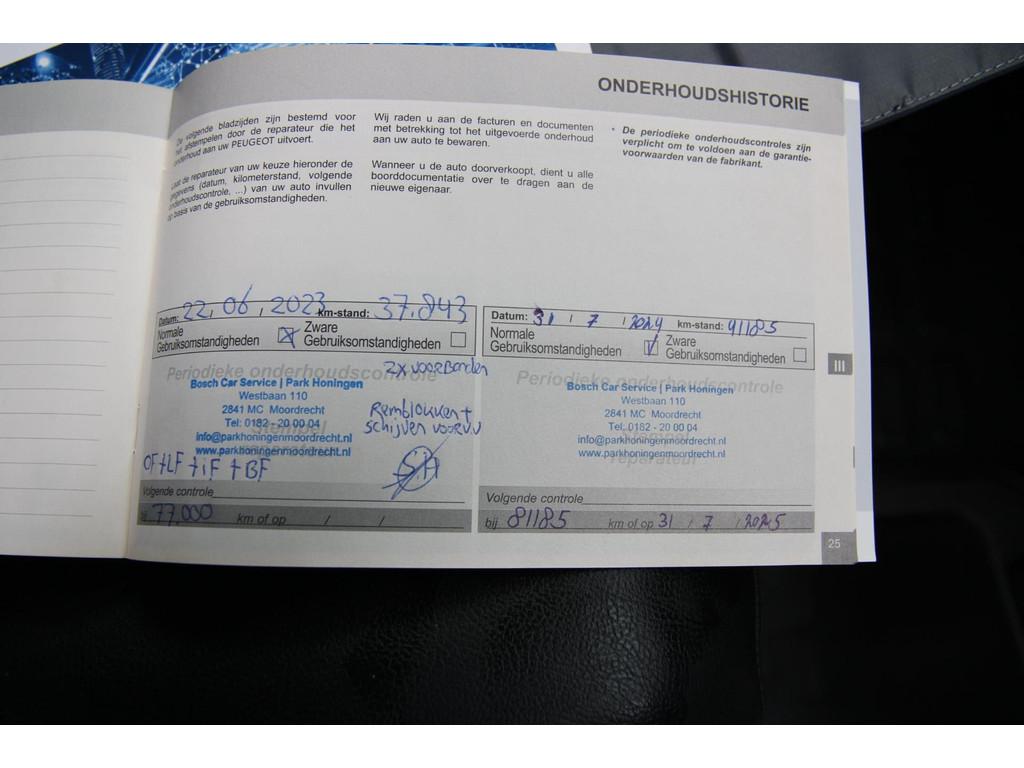 ONDERHOUDSHISTORIE
De volgende bladzijden zijn bestemd voor
het afstempelen door de reparateur die het
onderhoud aan uw PEUGEOT uitvoert.
Laat de reparateur van uw keuze hieronder de
gegevens (datum, kilometerstand, volgende
onderhoudscontrole, ...) van uw auto invullen
op basis van de gebruiksomstandigheden.
Wij raden u aan de facturen en documenten
met betrekking tot het uitgevoerde onderhoud
aan uw auto te bewaren.
Wanneer u de auto doorverkoopt, dient u alle
boorddocumentatie over te dragen aan de
nieuwe eigenaar.
• De periodieke onderhoudscontroles zijn
verplicht om te voldoen aan de garantie-
voorwaarden van de fabrikant.
Datum: 22, 06, 2023 km-stand: 37.843
Normale
Gebruiksomstandigheden
Zware
Gebruiksomstandigheden
Periodieke onderhoudscontrole
2x voorbanden
Bosch Car Service | Park Honingen
Westbaan 110
2841 MC Moordrecht
Tel: 0182 - 20 00 04
stempel
info@parkhoningenmoordrecht.nl
www.parkhoningenmoordrecht.nl
Remblokken +
schijven voor
OF+LF+iF+BF
Volgende controle
77.000 km of op / /
Datum: 31 / 7 / 2024 km-stand: 41185
Normale
Gebruiksomstandigheden
Zware
Gebruiksomstandigheden
Periodieke onderhoudscontrole
Bosch Car Service | Park Honingen
Westbaan 110
2841 MC Moordrecht
Tel: 0182 - 20 00 04
stempel
info@parkhoningenmoordrecht.nl
www.parkhoningenmoordrecht.nl
reparateur
Volgende controle
bij 81185 km of op 31 / 7 / 2025
III
25